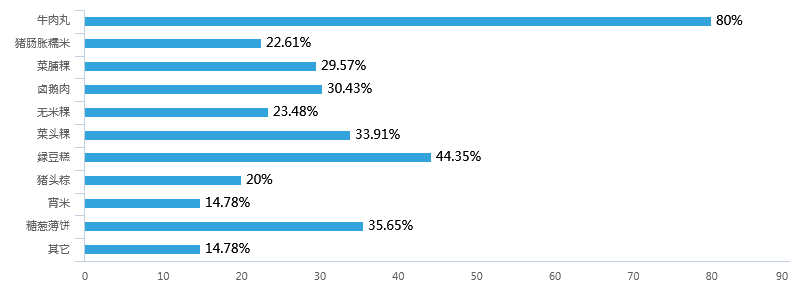 牛肉丸 80%
猪肠胀糯米 22.61%
菜脯粿 29.57%
卤鹅肉 30.43%
无米粿 23.48%
菜头粿 33.91%
绿豆糕 44.35%
猪头粽 20%
宵米 14.78%
糖葱薄饼 35.65%
其它 14.78%
0 10 20 30 40 50 60 70 80 90